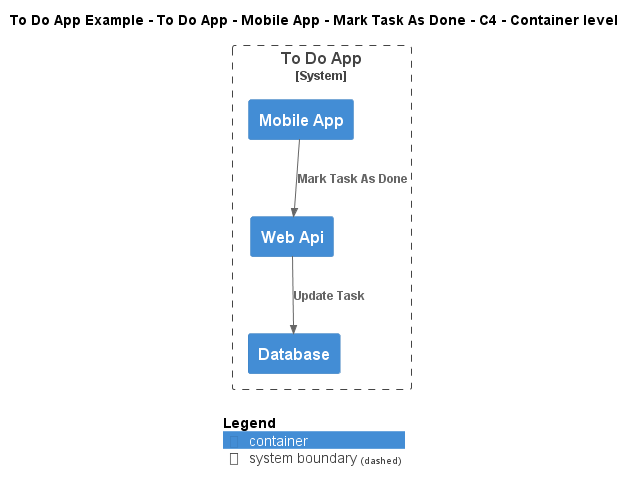 To Do App Example - To Do App - Mobile App - Mark Task As Done - C4 - Container level
To Do App
[System]
Mobile App
Mark Task As Done
Web Api
Update Task
Database
Legend
container
system boundary (dashed)